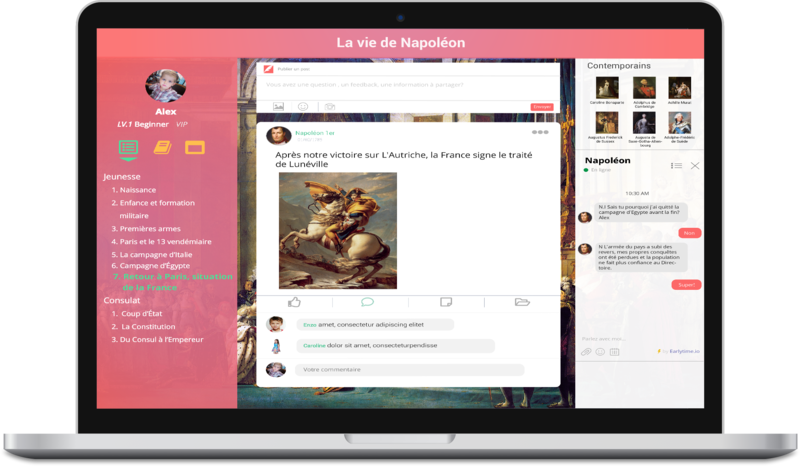 La vie de Napoléon
Alex
LV.1 Beginner VIP
Jeunesse
1. Naissance
2. Enfance et formation
militaire
3. Premières armes
4. Paris et le 13 vendémiaire
5. La campagne d'Italie
6. Campagne d'Égypte
7. Retour à Paris, situation
de la France
Consulat
1. Coup d'État
2. La Constitution
3. Du Consul à l'Empereur
Publier un post
Vous avez une question , un feedback, une information à partager?
Envoyer
Napoléon 1er
Après notre victoire sur L'Autriche, la France signe le traité
de Lunéville
Enzo amet, consectetur adipiscing elitet
Caroline dolor sit amet, consecteturpendisse
Votre commentaire
Contemporains
Caroline Bonaparte
Adolphus de
Cambridge
Achille Murat
Augustus Frederick
de Sussex
Augusta de
Saxe-Gotha-Altenbourg
Adolphe-Frédéric
de Suède
Napoléon
En ligne
10:30 AM
N.I Sais tu pourquoi j'ai quitté la
campagne d'Egypte avant la fin?
Alex
Non
N L'armée du pays a subi des
revers, mes propres conquêtes
ont été perdues et la population
ne fait plus confiance au Direc-
toire.
Super!
Parlez avec moi...
by Earlytime.io